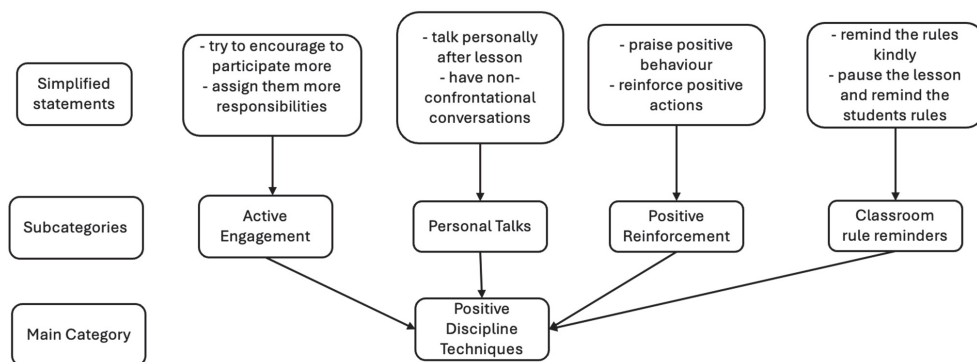 Simplified
statements
- try to encourage to
participate more
- assign them more
responsibilities
- talk personally
after lesson
- have non-
confrontational
conversations
- praise positive
behaviour
- reinforce positive
actions
- remind the rules
kindly
- pause the lesson
and remind the
students rules
Subcategories
Active
Engagement
Personal Talks
Positive
Reinforcement
Classroom
rule reminders
Main Category
Positive
Discipline
Techniques